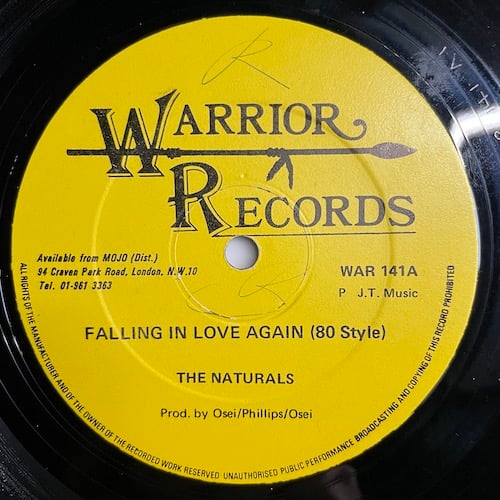 WARRIOR
RECORDS
Available from MOJO (Dist.)
94 Craven Park Road, London, N.W.10
Tel. 01-961 3363
WAR 141A
P J.T. Music
FALLING IN LOVE AGAIN (80 Style)
THE NATURALS
Prod. by Osei/Phillips/Osei
ALL RIGHTS OF THE MANUFACTURER AND OF THE OWNER OF THE RECORDED WORK RESERVED · UNAUTHORISED PUBLIC PERFORMANCE BROADCASTING AND COPYING OF THIS RECORD PROHIBITED